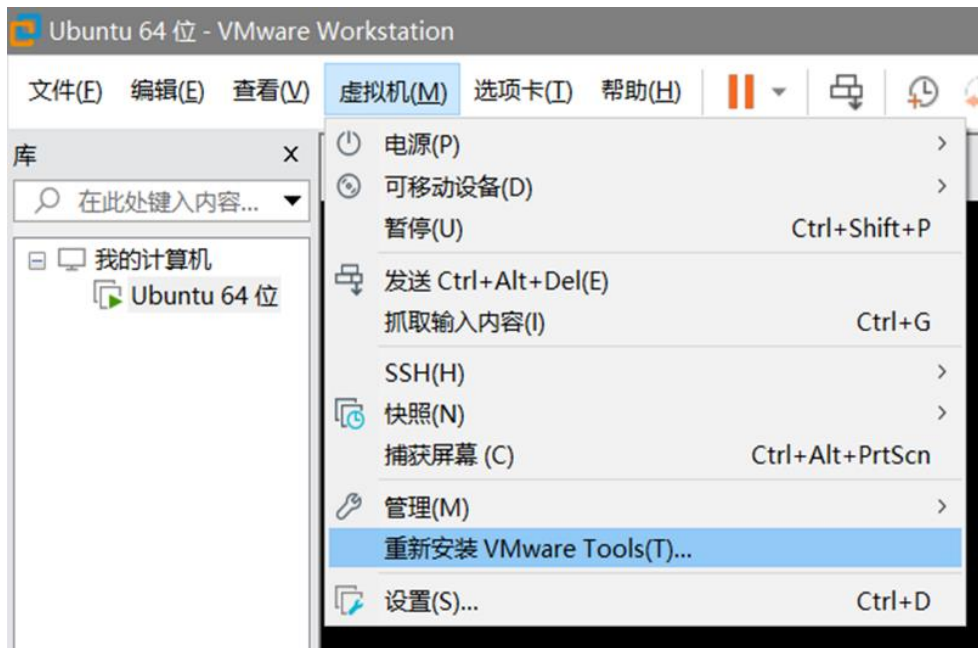 Ubuntu 64 位 - VMware Workstation
文件(F) 编辑(E) 查看(V) 虚拟机(M) 选项卡(T) 帮助(H)
库 X
在此处键入内容...
我的计算机
Ubuntu 64 位
电源(P)
可移动设备(D)
暂停(U) Ctrl+Shift+P
发送 Ctrl+Alt+Del(E)
抓取输入内容(I) Ctrl+G
SSH(H)
快照(N)
捕获屏幕 (C) Ctrl+Alt+PrtScn
管理(M)
重新安装 VMware Tools(T)...
设置(S)... Ctrl+D